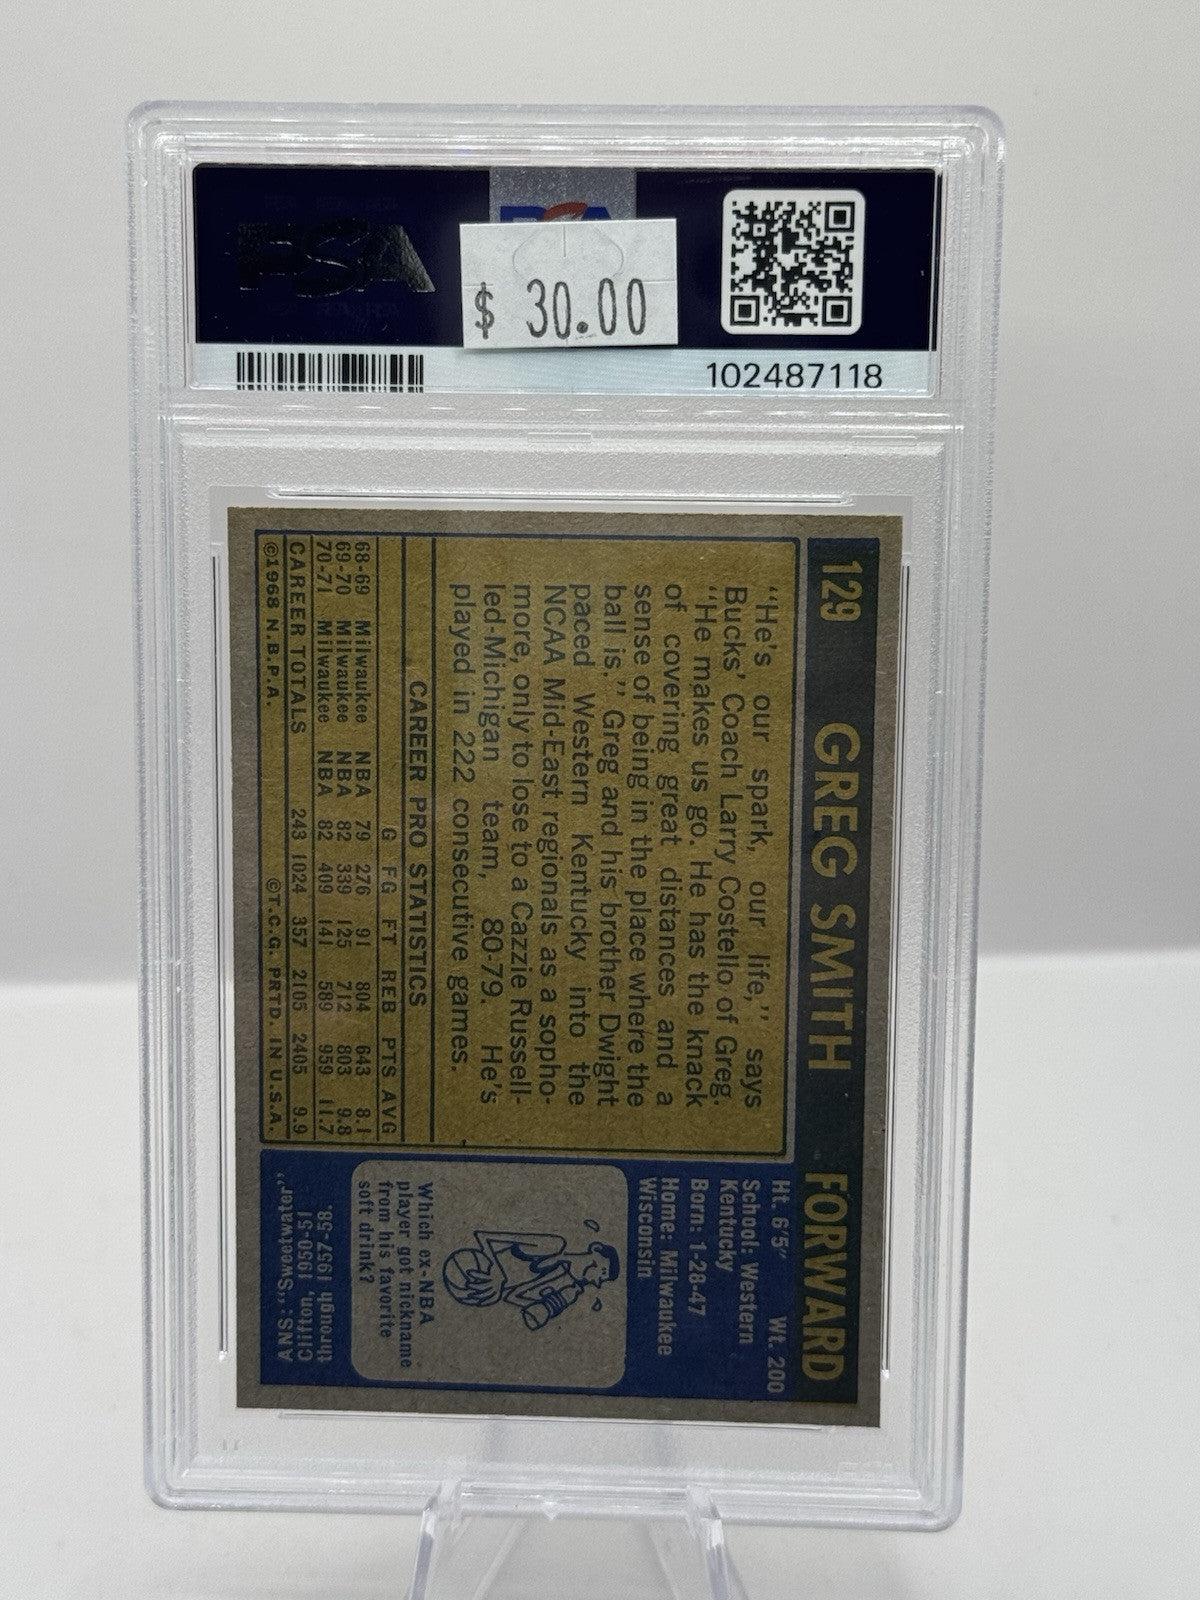 PSA
PSA
$ 30.00
102487118
129 GREG SMITH FORWARD
"He's our spark, our life," says
Bucks' Coach Larry Costello of Greg.
"He makes us go. He has the knack
of covering great distances and a
sense of being in the place where the
ball is." Greg and his brother Dwight
paced Western Kentucky into the
NCAA Mid-East regionals as a sopho-
more, only to lose to a Cazzie Russell-
led-Michigan team, 80-79. He's
played in 222 consecutive games.
CAREER PRO STATISTICS
G FG FT REB PTS AVG
68-69 Milwaukee NBA 79 276 91 804 643 8.1
69-70 Milwaukee NBA 82 339 125 712 803 9.8
70-71 Milwaukee NBA 82 409 141 589 959 11.7
CAREER TOTALS 243 1024 357 2105 2405 9.9
©1968 N.B.P.A. ©T.C.G. PRTD. IN U.S.A.
Ht. 6'5" Wt. 200
School: Western
Kentucky
Born: 1-28-47
Home: Milwaukee
Wisconsin
Which ex-NBA
player got nickname
from his favorite
soft drink?
ANS: "Sweetwater"
Clifton, 1950-51
through 1957-58.